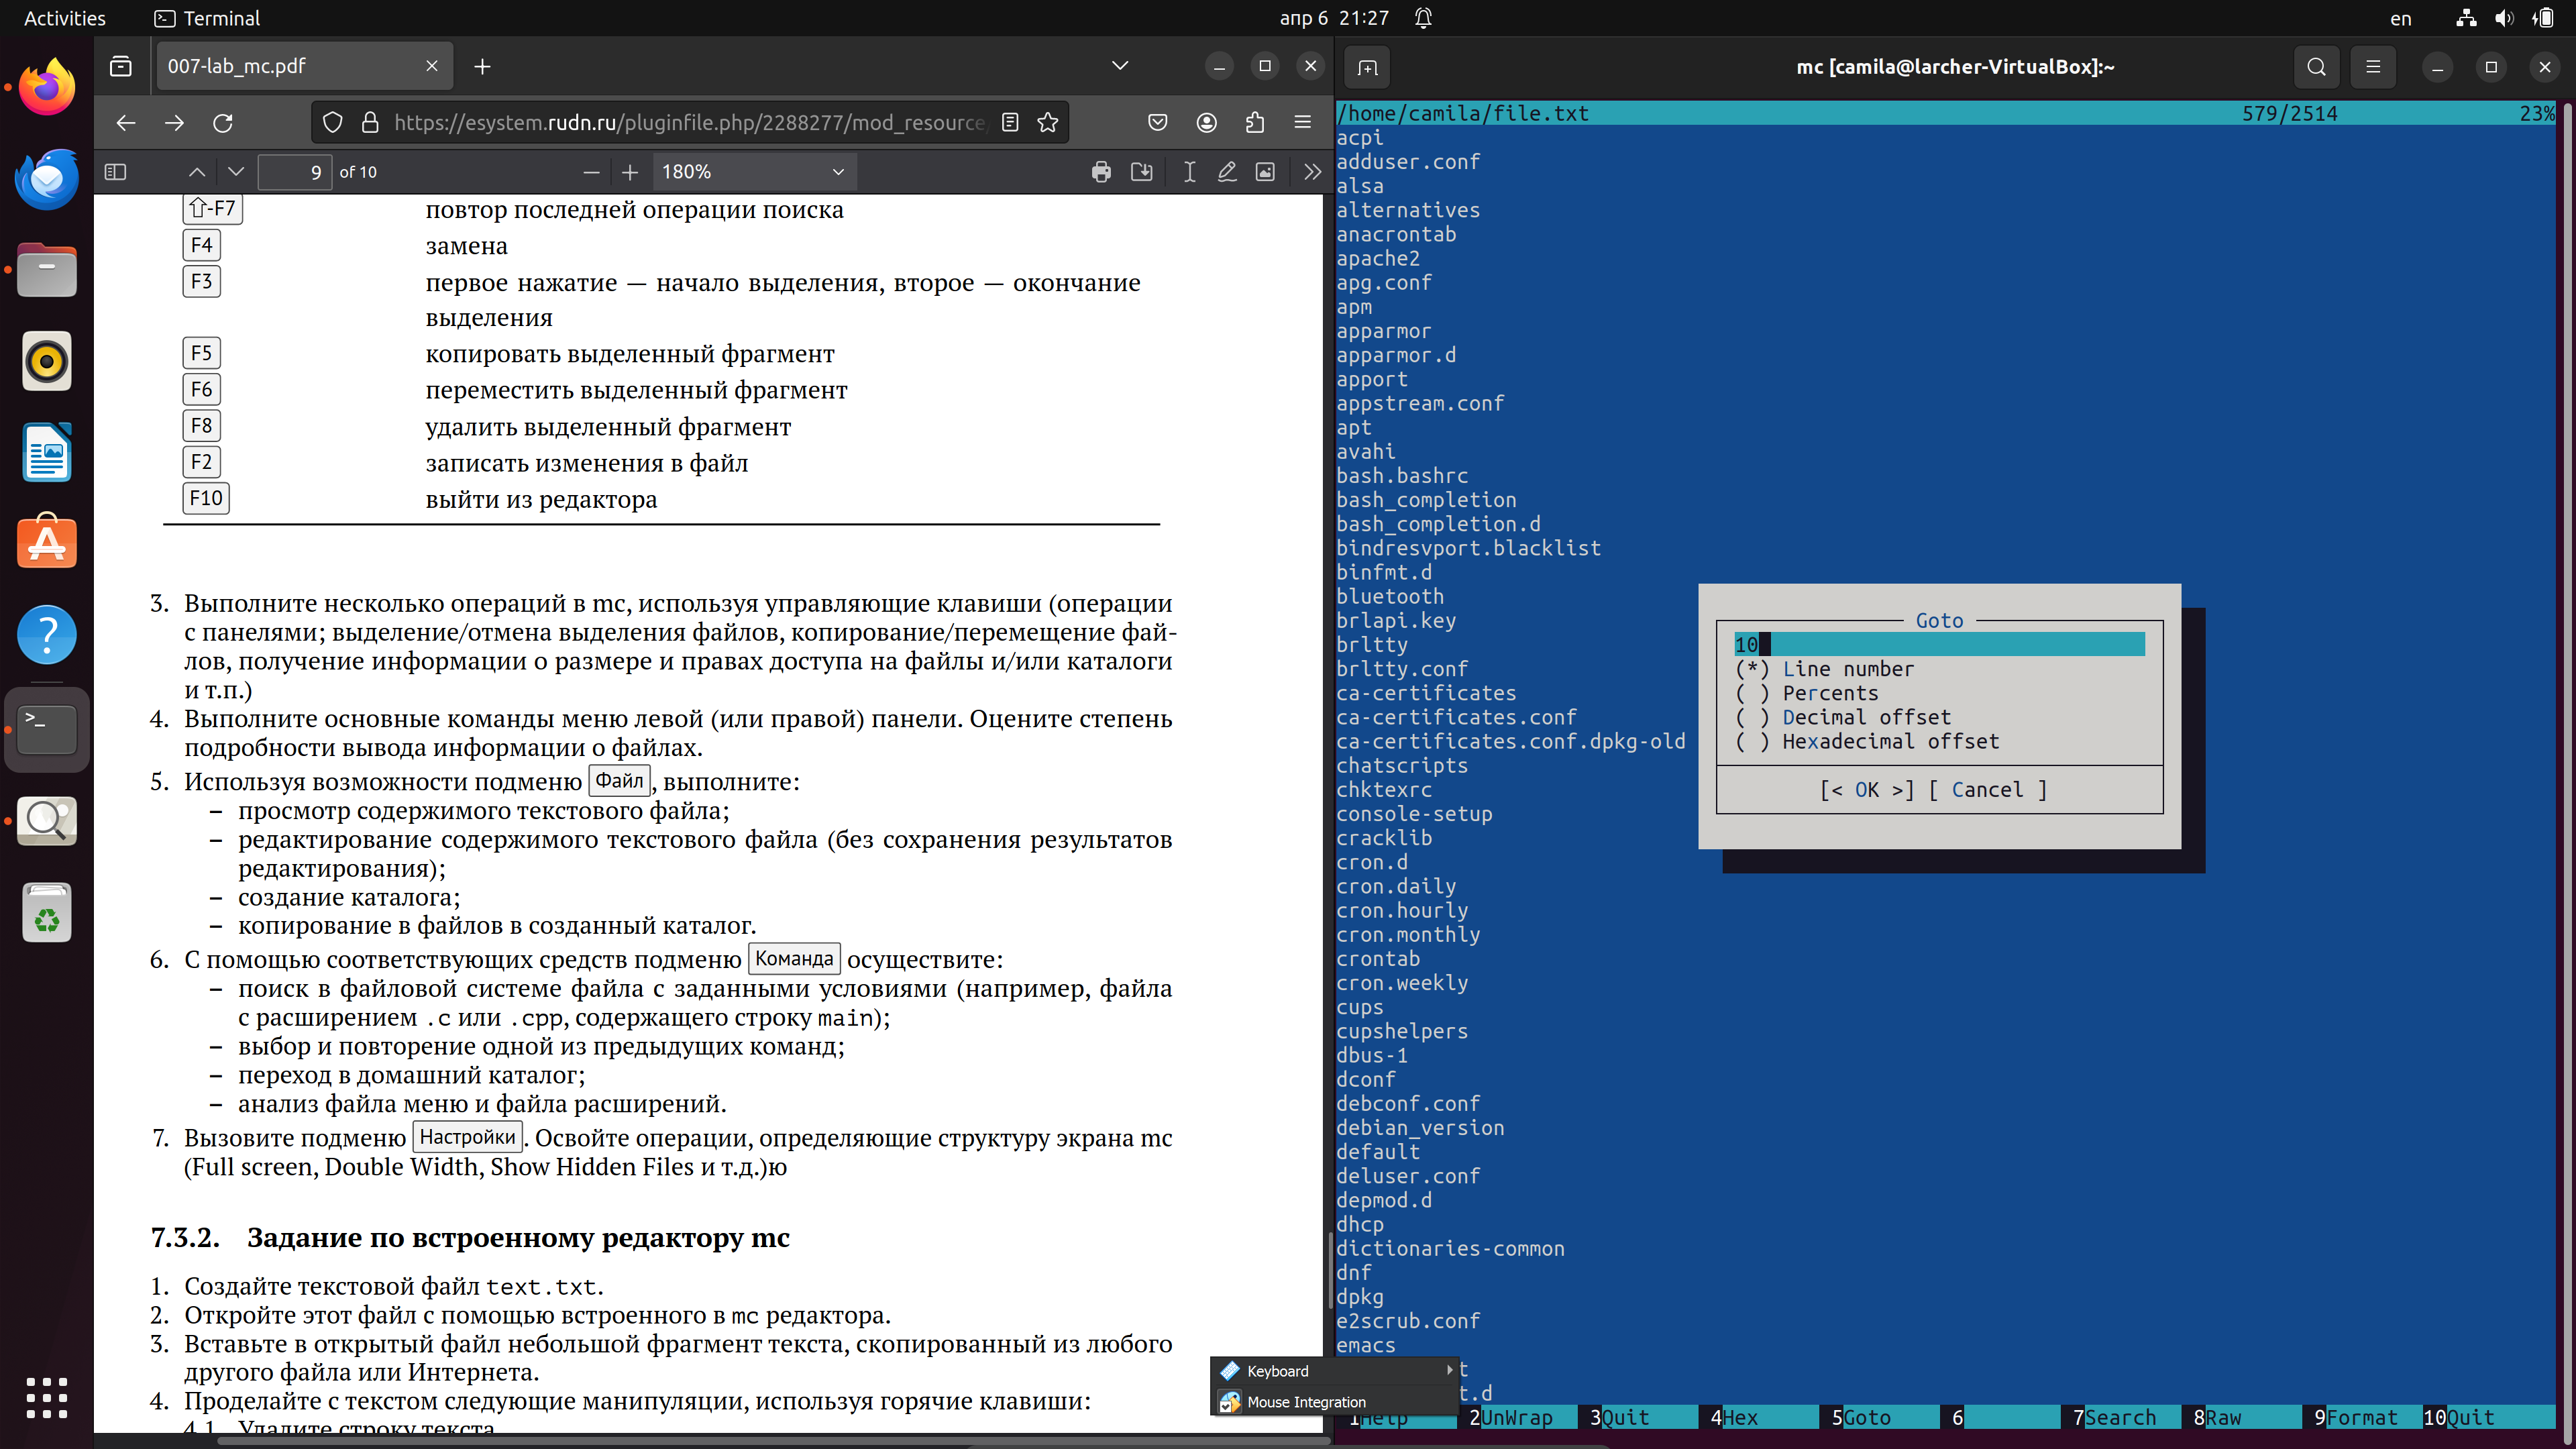 Activities
Terminal
апр 6 21:27
en
007-lab_mc.pdf
https://esystem.rudn.ru/pluginfile.php/2288277/mod_resource/
9 of 10
180%
⇧-F7 повтор последней операции поиска
F4 замена
F3 первое нажатие — начало выделения, второе — окончание
выделения
F5 копировать выделенный фрагмент
F6 переместить выделенный фрагмент
F8 удалить выделенный фрагмент
F2 записать изменения в файл
F10 выйти из редактора
3. Выполните несколько операций в mc, используя управляющие клавиши (операции
с панелями; выделение/отмена выделения файлов, копирование/перемещение фай-
лов, получение информации о размере и правах доступа на файлы и/или каталоги
и т.п.)
4. Выполните основные команды меню левой (или правой) панели. Оцените степень
подробности вывода информации о файлах.
5. Используя возможности подменю Файл, выполните:
– просмотр содержимого текстового файла;
– редактирование содержимого текстового файла (без сохранения результатов
редактирования);
– создание каталога;
– копирование в файлов в созданный каталог.
6. С помощью соответствующих средств подменю Команда осуществите:
– поиск в файловой системе файла с заданными условиями (например, файла
с расширением .c или .cpp, содержащего строку main);
– выбор и повторение одной из предыдущих команд;
– переход в домашний каталог;
– анализ файла меню и файла расширений.
7. Вызовите подменю Настройки. Освойте операции, определяющие структуру экрана mc
(Full screen, Double Width, Show Hidden Files и т.д.)ю
7.3.2. Задание по встроенному редактору mc
1. Создайте текстовой файл text.txt.
2. Откройте этот файл с помощью встроенного в mc редактора.
3. Вставьте в открытый файл небольшой фрагмент текста, скопированный из любого
другого файла или Интернета.
4. Проделайте с текстом следующие манипуляции, используя горячие клавиши:
4.1. Удалите строку текста
Keyboard
Mouse Integration
mc [camila@larcher-VirtualBox]:~
/home/camila/file.txt 579/2514 23%
acpi
adduser.conf
alsa
alternatives
anacrontab
apache2
apg.conf
apm
apparmor
apparmor.d
apport
appstream.conf
apt
avahi
bash.bashrc
bash_completion
bash_completion.d
bindresvport.blacklist
binfmt.d
bluetooth
brlapi.key
brltty
brltty.conf
ca-certificates
ca-certificates.conf
ca-certificates.conf.dpkg-old
chatscripts
chktexrc
console-setup
cracklib
cron.d
cron.daily
cron.hourly
cron.monthly
crontab
cron.weekly
cups
cupshelpers
dbus-1
dconf
debconf.conf
debian_version
default
deluser.conf
depmod.d
dhcp
dictionaries-common
dnf
dpkg
e2scrub.conf
emacs
t
t.d
Goto
10
(*) Line number
( ) Percents
( ) Decimal offset
( ) Hexadecimal offset
[< OK >] [ Cancel ]
1Help 2UnWrap 3Quit 4Hex 5Goto 6 7Search 8Raw 9Format 10Quit